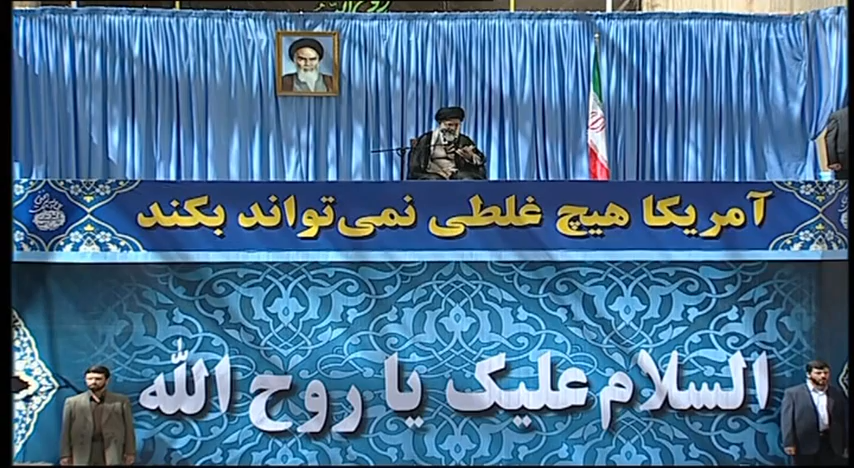 آمریکا هیچ غلطی نمی‌تواند بکند
السلام علیک یا روح الله